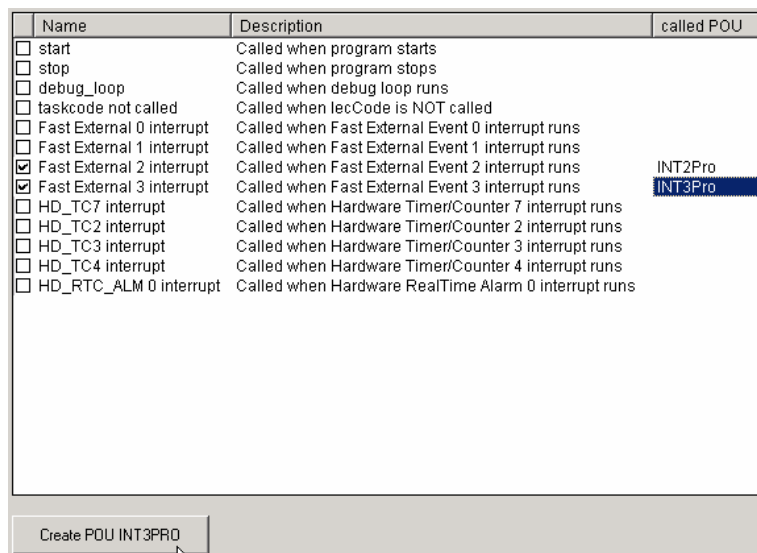 Name Description called POU
start Called when program starts
stop Called when program stops
debug_loop Called when debug loop runs
taskcode not called Called when IecCode is NOT called
Fast External 0 interrupt Called when Fast External Event 0 interrupt runs
Fast External 1 interrupt Called when Fast External Event 1 interrupt runs
Fast External 2 interrupt Called when Fast External Event 2 interrupt runs INT2Pro
Fast External 3 interrupt Called when Fast External Event 3 interrupt runs INT3Pro
HD_TC7 interrupt Called when Hardware Timer/Counter 7 interrupt runs
HD_TC2 interrupt Called when Hardware Timer/Counter 2 interrupt runs
HD_TC3 interrupt Called when Hardware Timer/Counter 3 interrupt runs
HD_TC4 interrupt Called when Hardware Timer/Counter 4 interrupt runs
HD_RTC_ALM 0 interrupt Called when Hardware RealTime Alarm 0 interrupt runs
Create POU INT3PRO